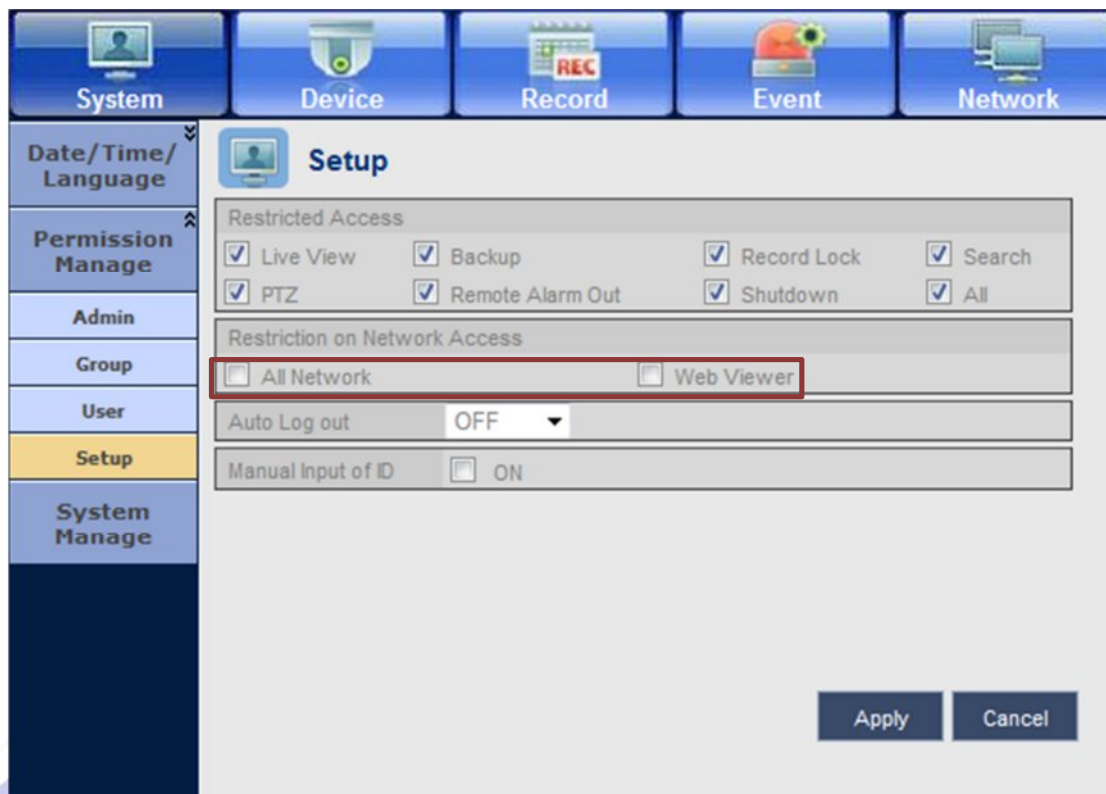 System Device Record Event Network
REC
Date/Time/
Language
Permission
Manage
Admin
Group
User
Setup
System
Manage
Setup
Restricted Access
Live View Backup Record Lock Search
PTZ Remote Alarm Out Shutdown All
Restriction on Network Access
All Network Web Viewer
Auto Log out OFF
Manual Input of ID ON
Apply Cancel